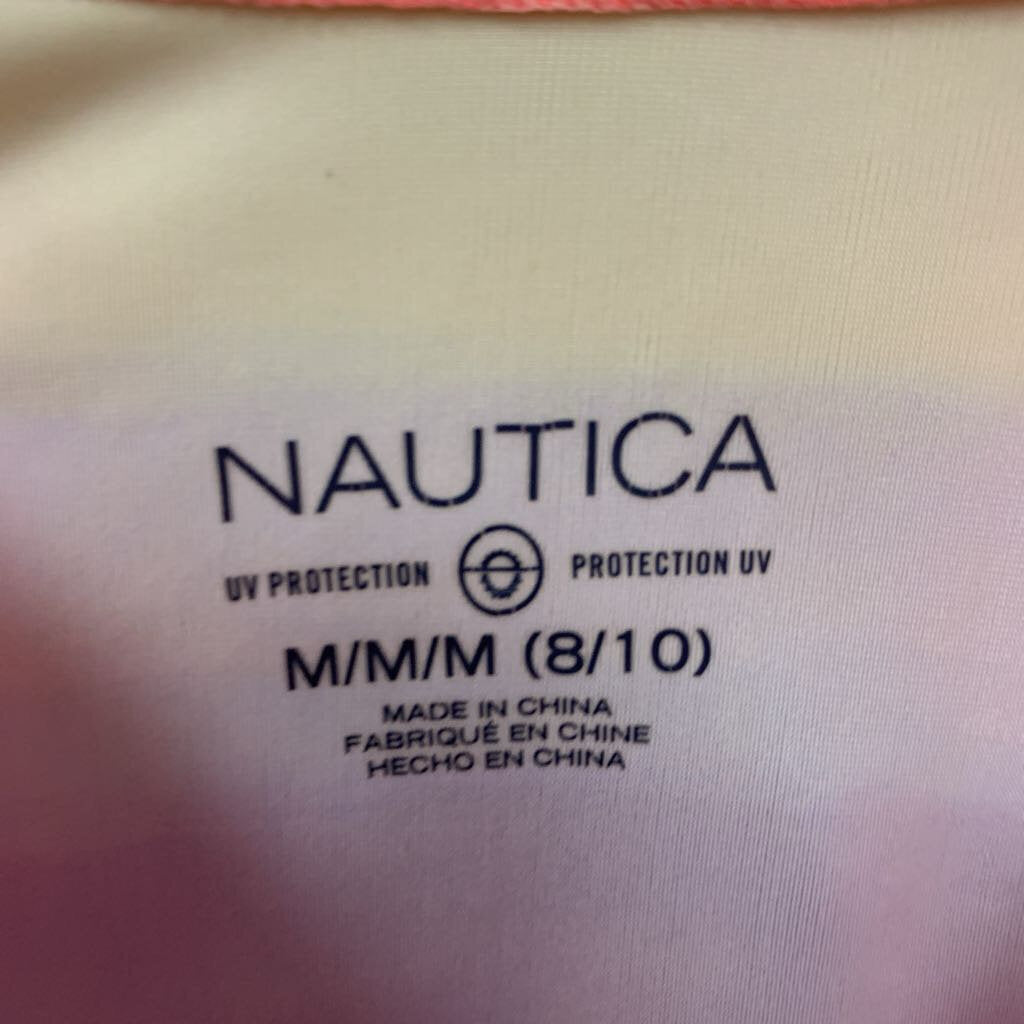 NAUTICA
UV PROTECTION PROTECTION UV
M/M/M (8/10)
MADE IN CHINA
FABRIQUÉ EN CHINE
HECHO EN CHINA